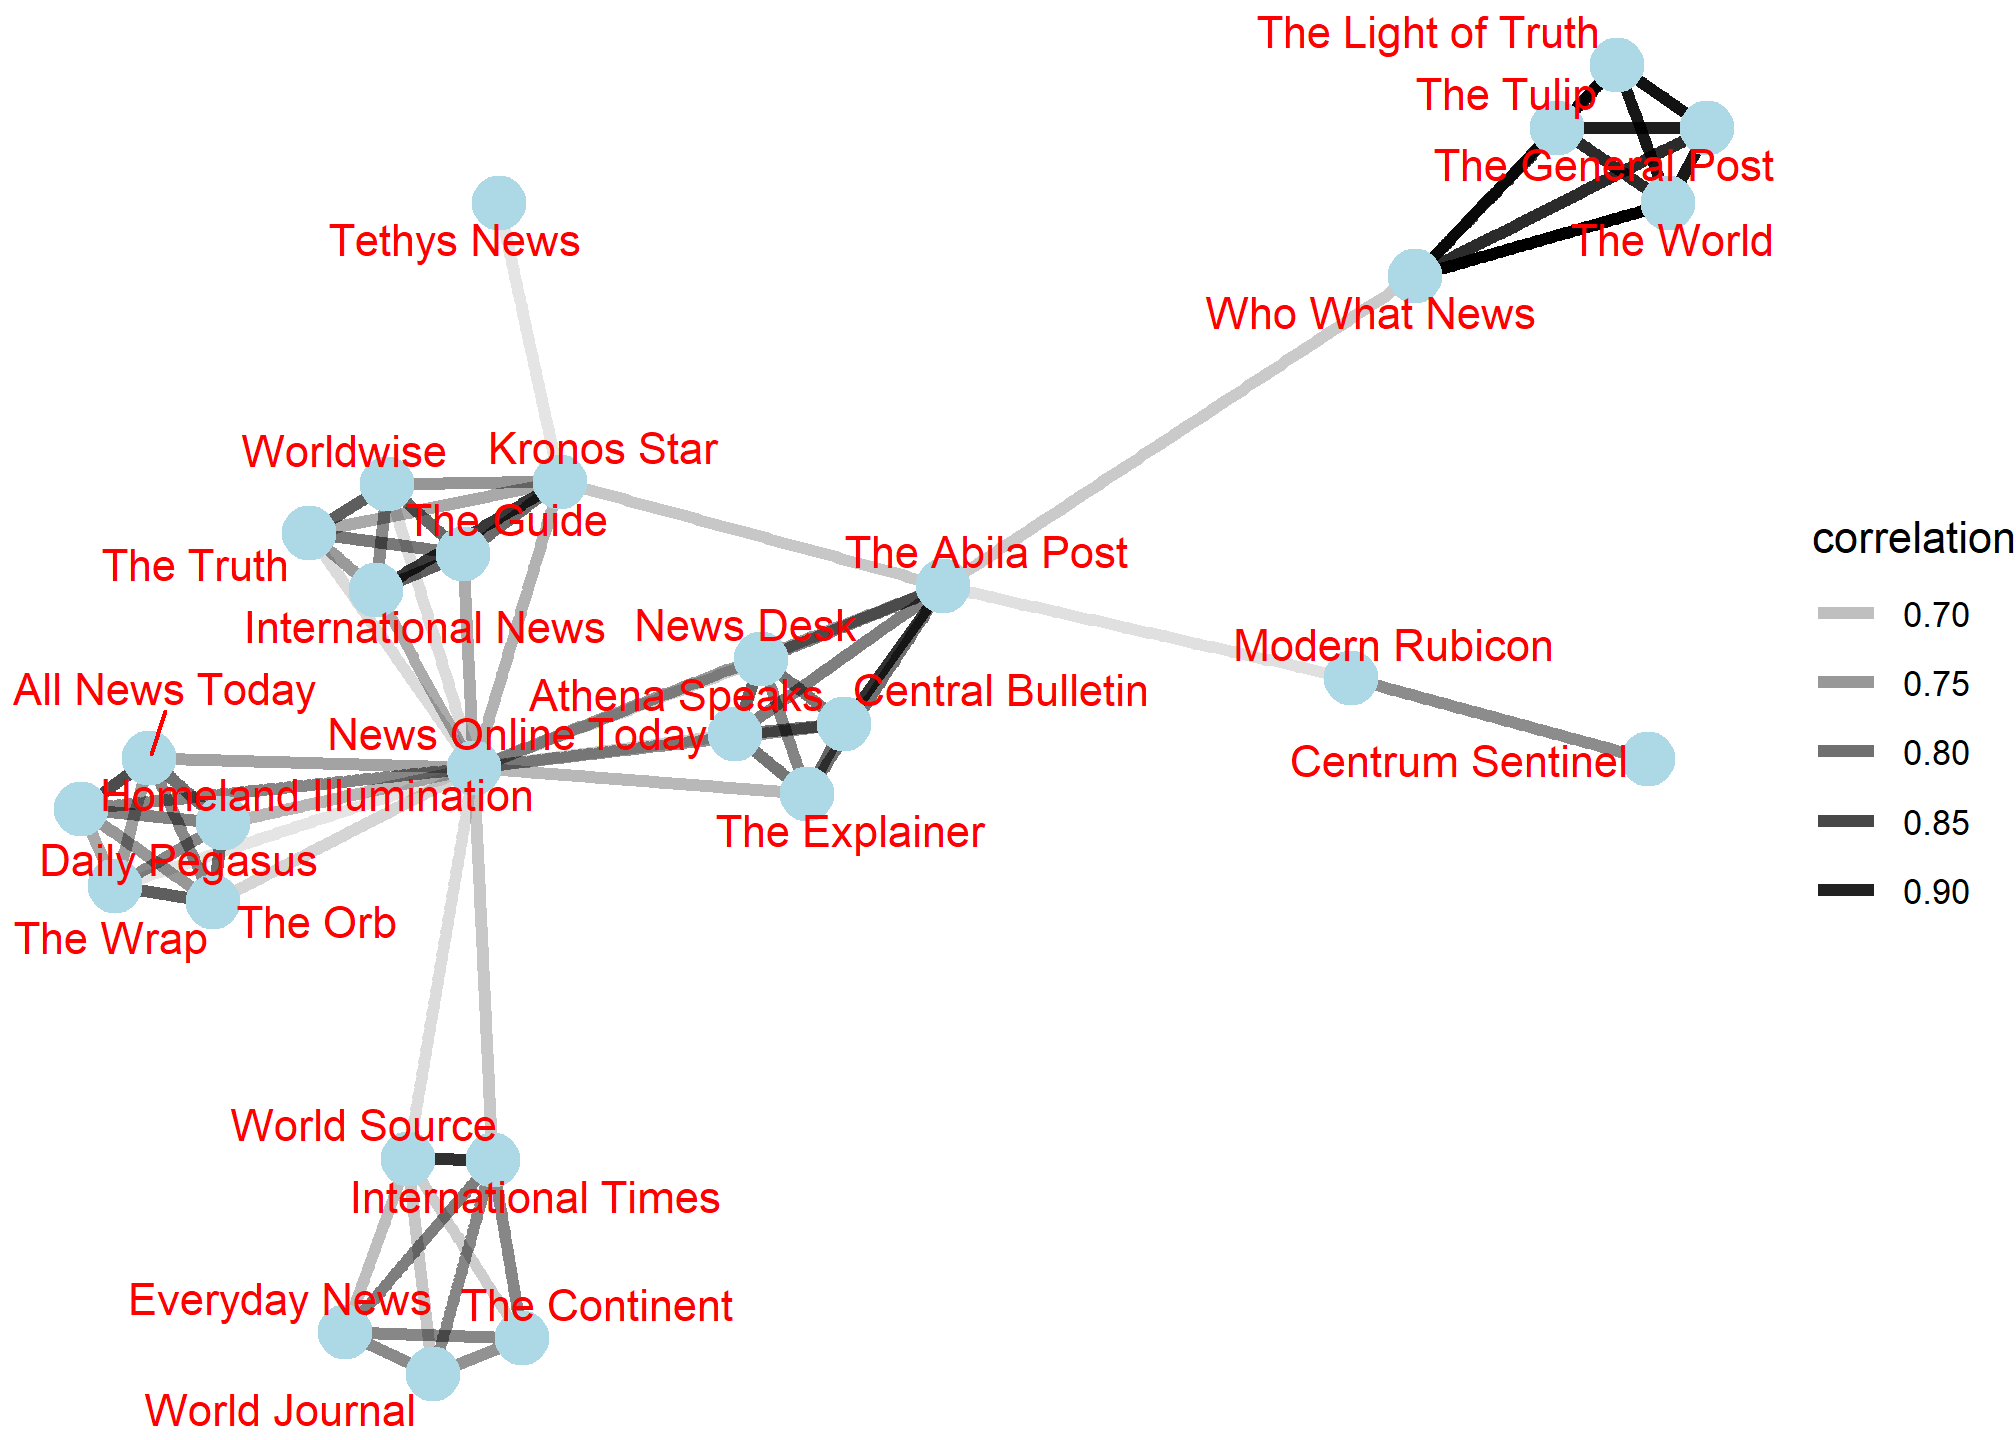 The Light of Truth
The Tulip
The General Post
The World
Who What News
Tethys News
Worldwise
Kronos Star
The Guide
The Truth
International News
The Abila Post
News Desk
Athena Speaks
Central Bulletin
Modern Rubicon
Centrum Sentinel
All News Today
News Online Today
Homeland Illumination
The Explainer
Daily Pegasus
The Wrap
The Orb
World Source
International Times
Everyday News
The Continent
World Journal
correlation
0.70
0.75
0.80
0.85
0.90